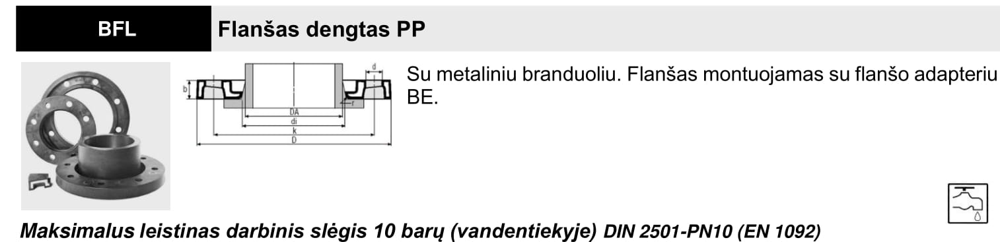 BFL
Flanšas dengtas PP
d
b
r
DA
di
k
D
Su metaliniu branduoliu. Flanšas montuojamas su flanšo adapteriu
BE.
Maksimalus leistinas darbinis slėgis 10 barų (vandentiekyje) DIN 2501-PN10 (EN 1092)